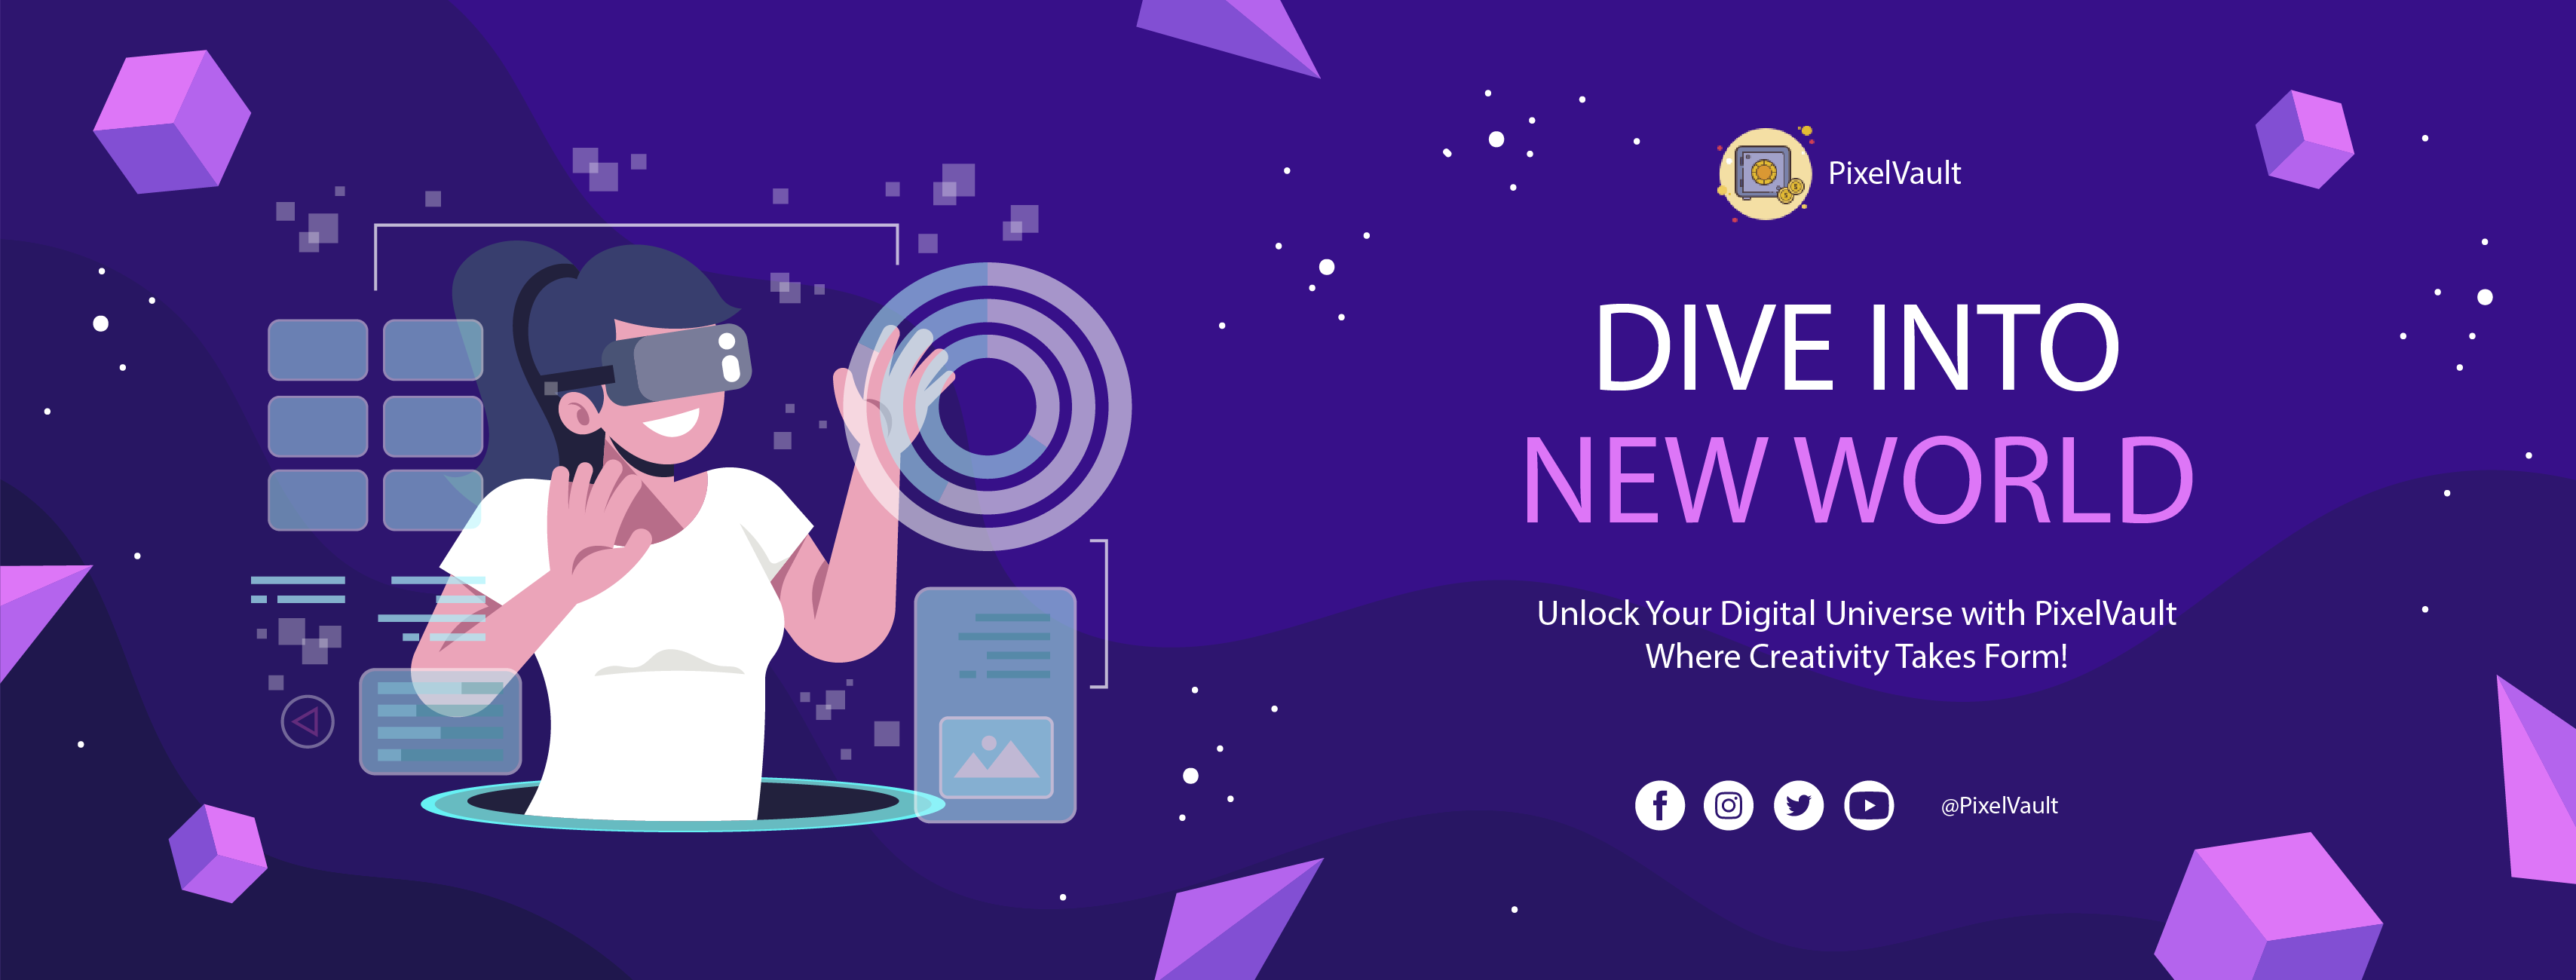 PixelVault
DIVE INTO
NEW WORLD
Unlock Your Digital Universe with PixelVault
Where Creativity Takes Form!
@PixelVault